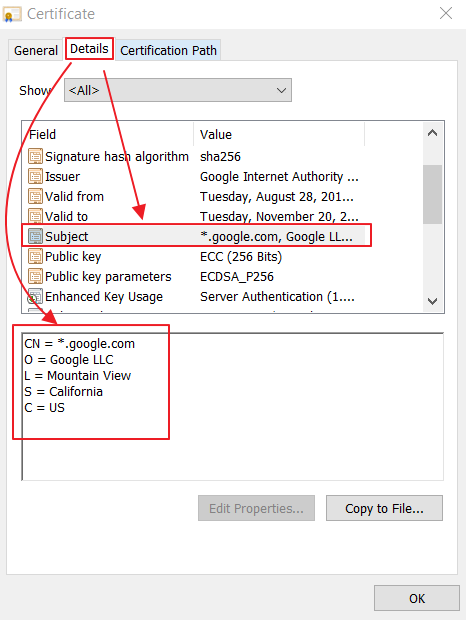 Certificate
General Details Certification Path
Show: <All>
Field Value
Signature hash algorithm sha256
Issuer Google Internet Authority ...
Valid from Tuesday, August 28, 201...
Valid to Tuesday, November 20, 2...
Subject *.google.com, Google LL...
Public key ECC (256 Bits)
Public key parameters ECDSA_P256
Enhanced Key Usage Server Authentication (1....
CN = *.google.com
O = Google LLC
L = Mountain View
S = California
C = US
Edit Properties...
Copy to File...
OK